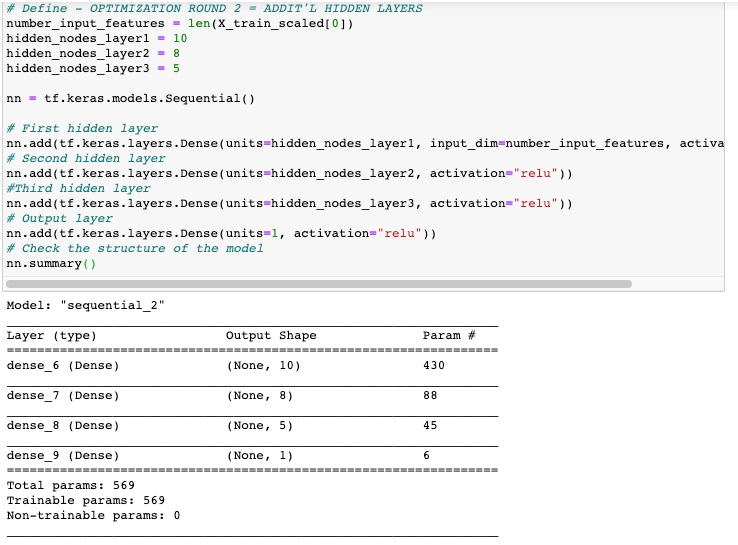 # Define - OPTIMIZATION ROUND 2 = ADDIT'L HIDDEN LAYERS
number_input_features = len(X_train_scaled[0])
hidden_nodes_layer1 = 10
hidden_nodes_layer2 = 8
hidden_nodes_layer3 = 5
nn = tf.keras.models.Sequential()
# First hidden layer
nn.add(tf.keras.layers.Dense(units=hidden_nodes_layer1, input_dim=number_input_features, activa
# Second hidden layer
nn.add(tf.keras.layers.Dense(units=hidden_nodes_layer2, activation="relu"))
#Third hidden layer
nn.add(tf.keras.layers.Dense(units=hidden_nodes_layer3, activation="relu"))
# Output layer
nn.add(tf.keras.layers.Dense(units=1, activation="relu"))
# Check the structure of the model
nn.summary()
Model: "sequential_2"
Layer (type) Output Shape Param #
dense_6 (Dense) (None, 10) 430
dense_7 (Dense) (None, 8) 88
dense_8 (Dense) (None, 5) 45
dense_9 (Dense) (None, 1) 6
Total params: 569
Trainable params: 569
Non-trainable params: 0